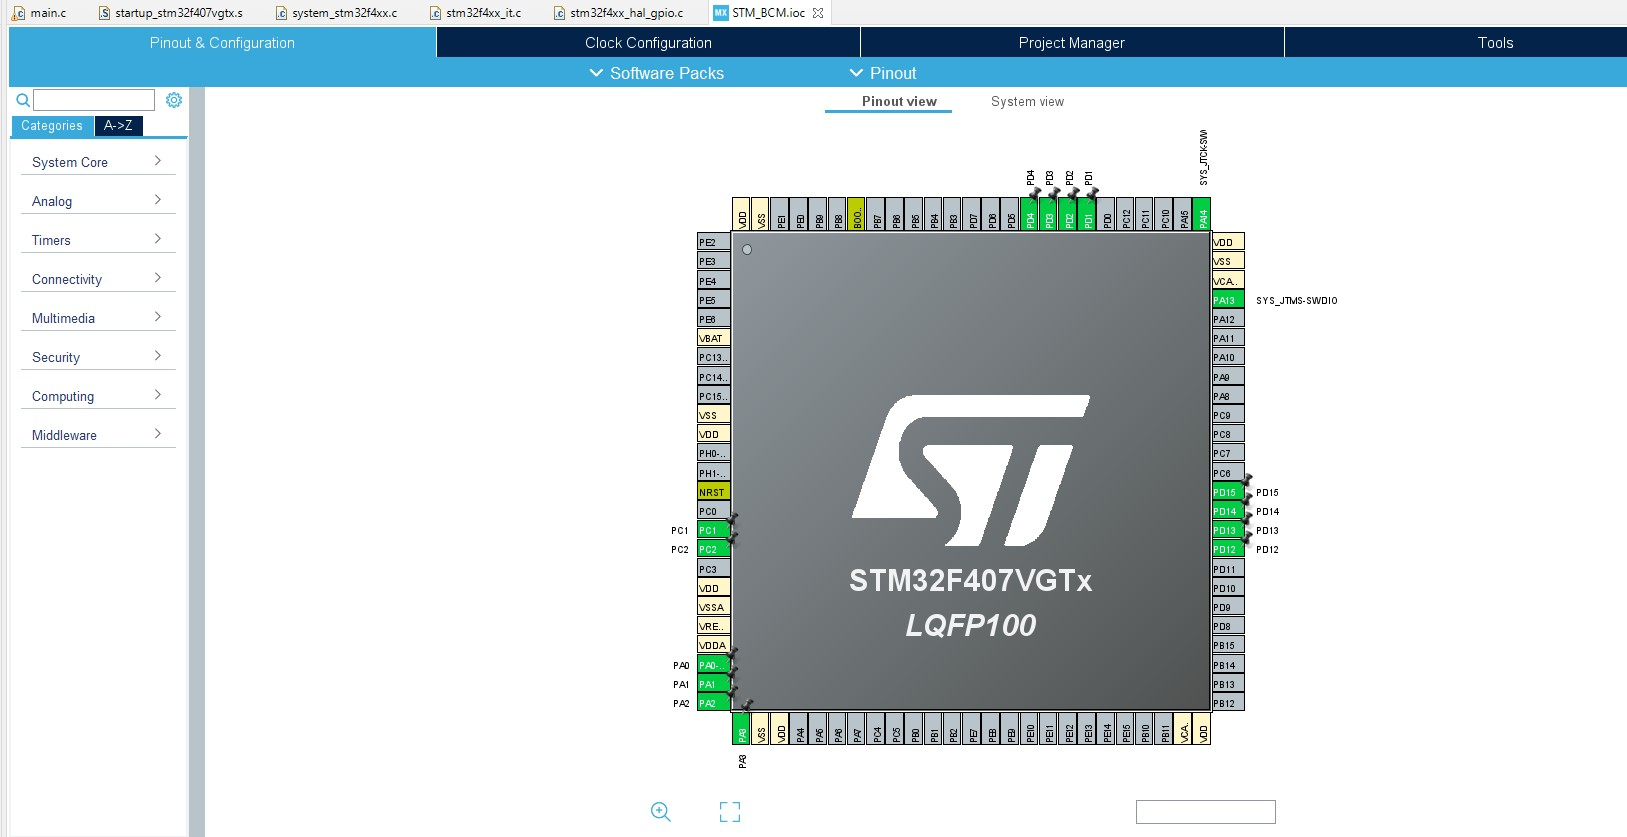 main.c startup_stm32f407vgtx.s system_stm32f4xx.c stm32f4xx_it.c stm32f4xx_hal_gpio.c MX STM_BCM.ioc
Pinout & Configuration Clock Configuration Project Manager Tools
Software Packs Pinout
Pinout view System view
Categories A->Z
System Core
Analog
Timers
Connectivity
Multimedia
Security
Computing
Middleware
PD4 PD3 PD2 PD1 SYS_JTCK-SW
VDD VSS PE1 PE0 PB9 PB8 BOO.. PB7 PB6 PB5 PB4 PB3 PD7 PD6 PD5 PD4 PD3 PD2 PD1 PD0 PC12 PC11 PC10 PA15 PA14
PE2
PE3
PE4
PE5
PE6
VBAT
PC13..
PC14..
PC15..
VSS
VDD
PH0-..
PH1-..
NRST
PC0
PC1 PC1
PC2 PC2
PC3
VDD
VSSA
VRE..
VDDA
PA0 PA0-..
PA1 PA1
PA2 PA2
STM32F407VGTx
LQFP100
VDD
VSS
VCA..
PA13 SYS_JTMS-SWDIO
PA12
PA11
PA10
PA9
PA8
PC9
PC8
PC7
PC6
PD15 PD15
PD14 PD14
PD13 PD13
PD12 PD12
PD11
PD10
PD9
PD8
PB15
PB14
PB13
PB12
PA3 VSS VDD PA4 PA5 PA6 PA7 PC4 PC5 PB0 PB1 PB2 PE7 PE8 PE9 PE10 PE11 PE12 PE13 PE14 PE15 PB10 PB11 VCA.. VDD
PA3